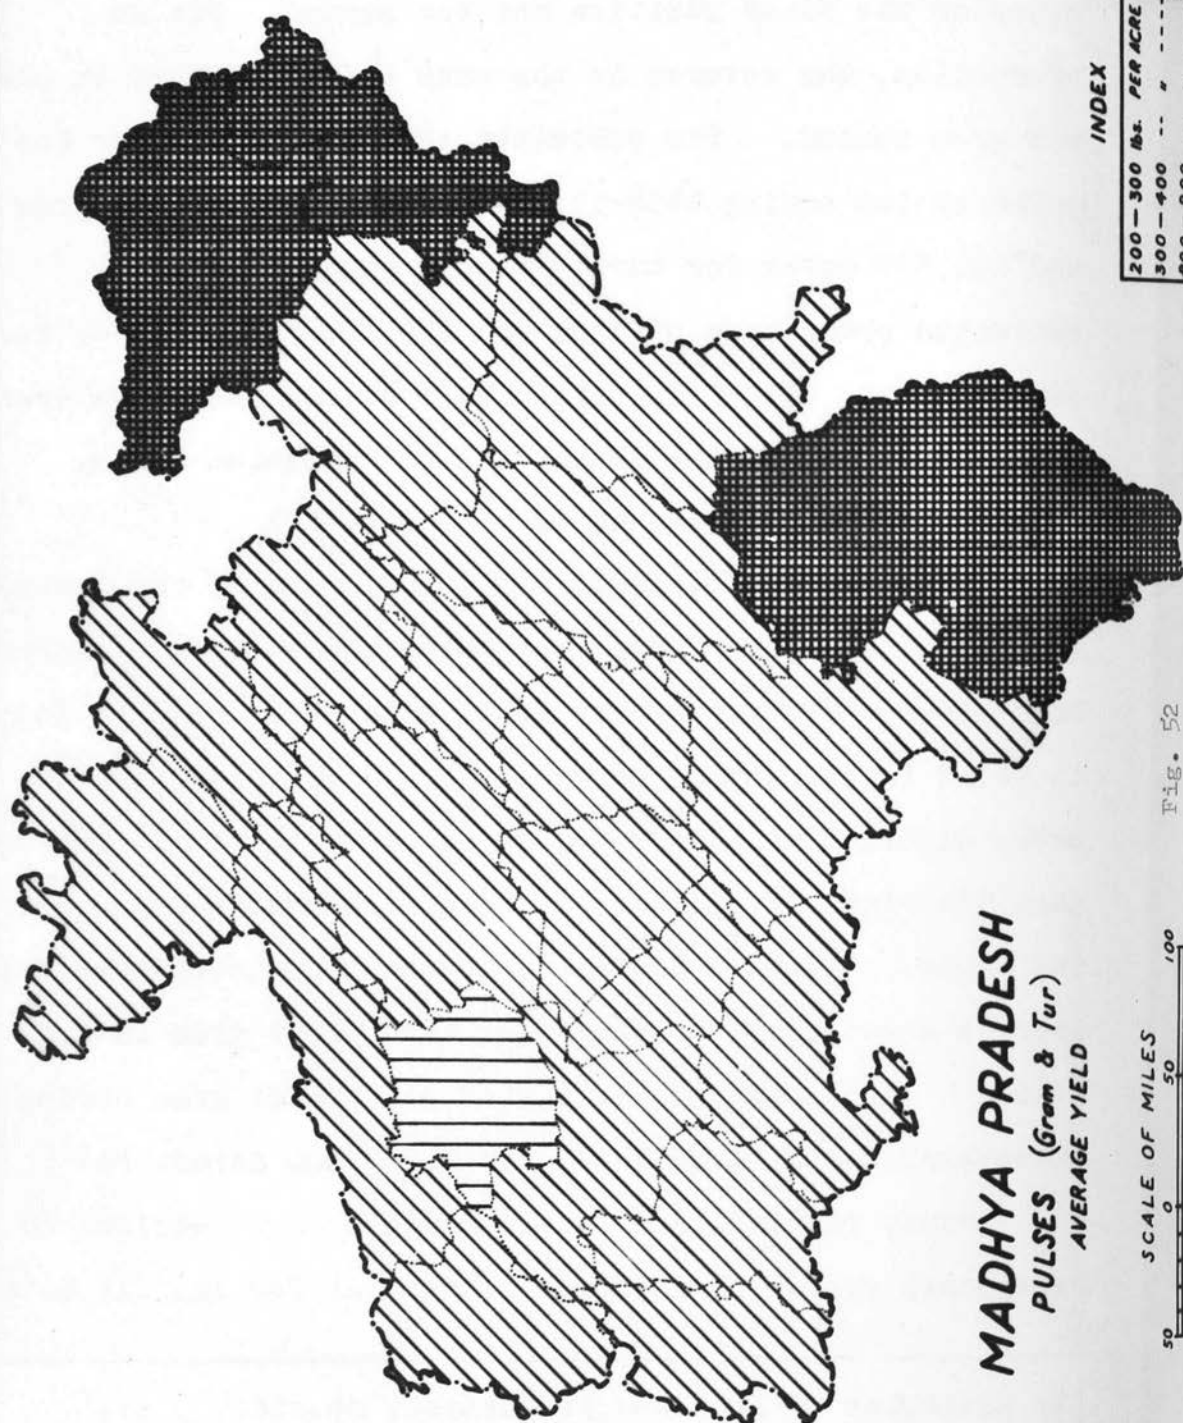 MADHYA PRADESH
PULSES (Gram & Tur)
AVERAGE YIELD
SCALE OF MILES
50 0 50 100
INDEX
200 — 300 lbs. PER ACRE
300 — 400 -- " ----
Fig. 52